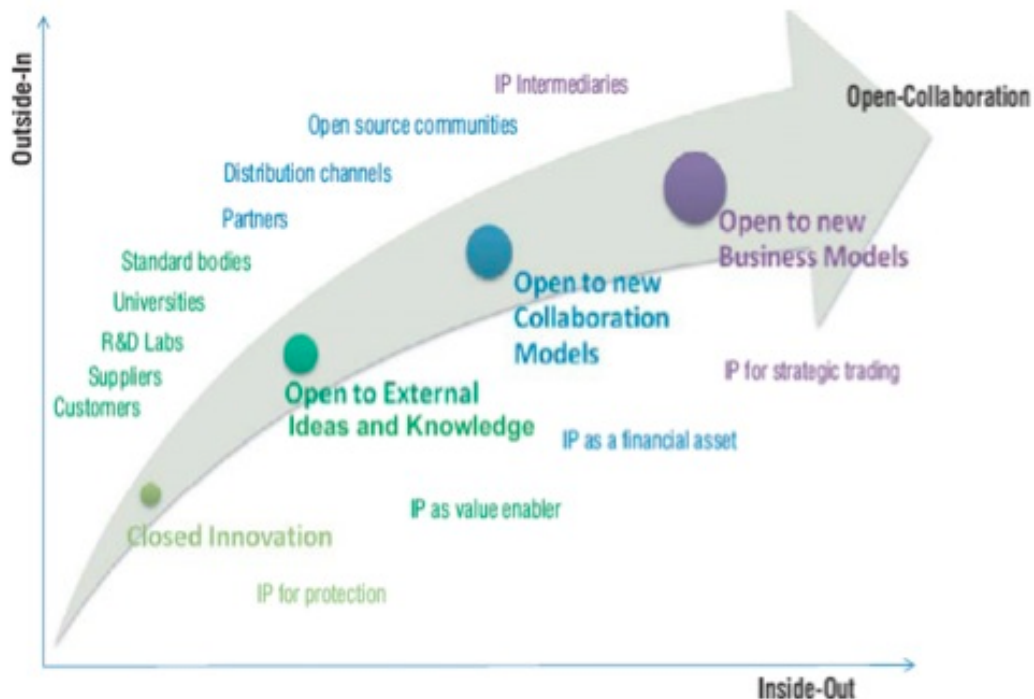 Outside-In
IP Intermediaries
Open-Collaboration
Open source communities
Distribution channels
Partners
Standard bodies
Universities
R&D Labs
Suppliers
Customers
Open to new
Business Models
Open to new
Collaboration
Models
IP for strategic trading
Open to External
Ideas and Knowledge
IP as a financial asset
IP as value enabler
Closed Innovation
IP for protection
Inside-Out